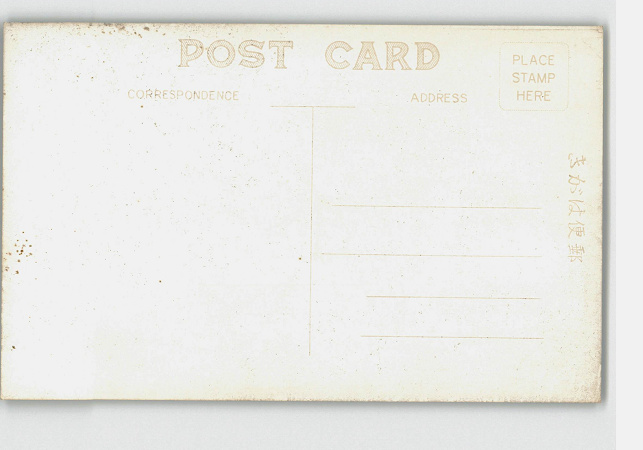 POST CARD
PLACE
STAMP
HERE
CORRESPONDENCE
ADDRESS
きがは便郵